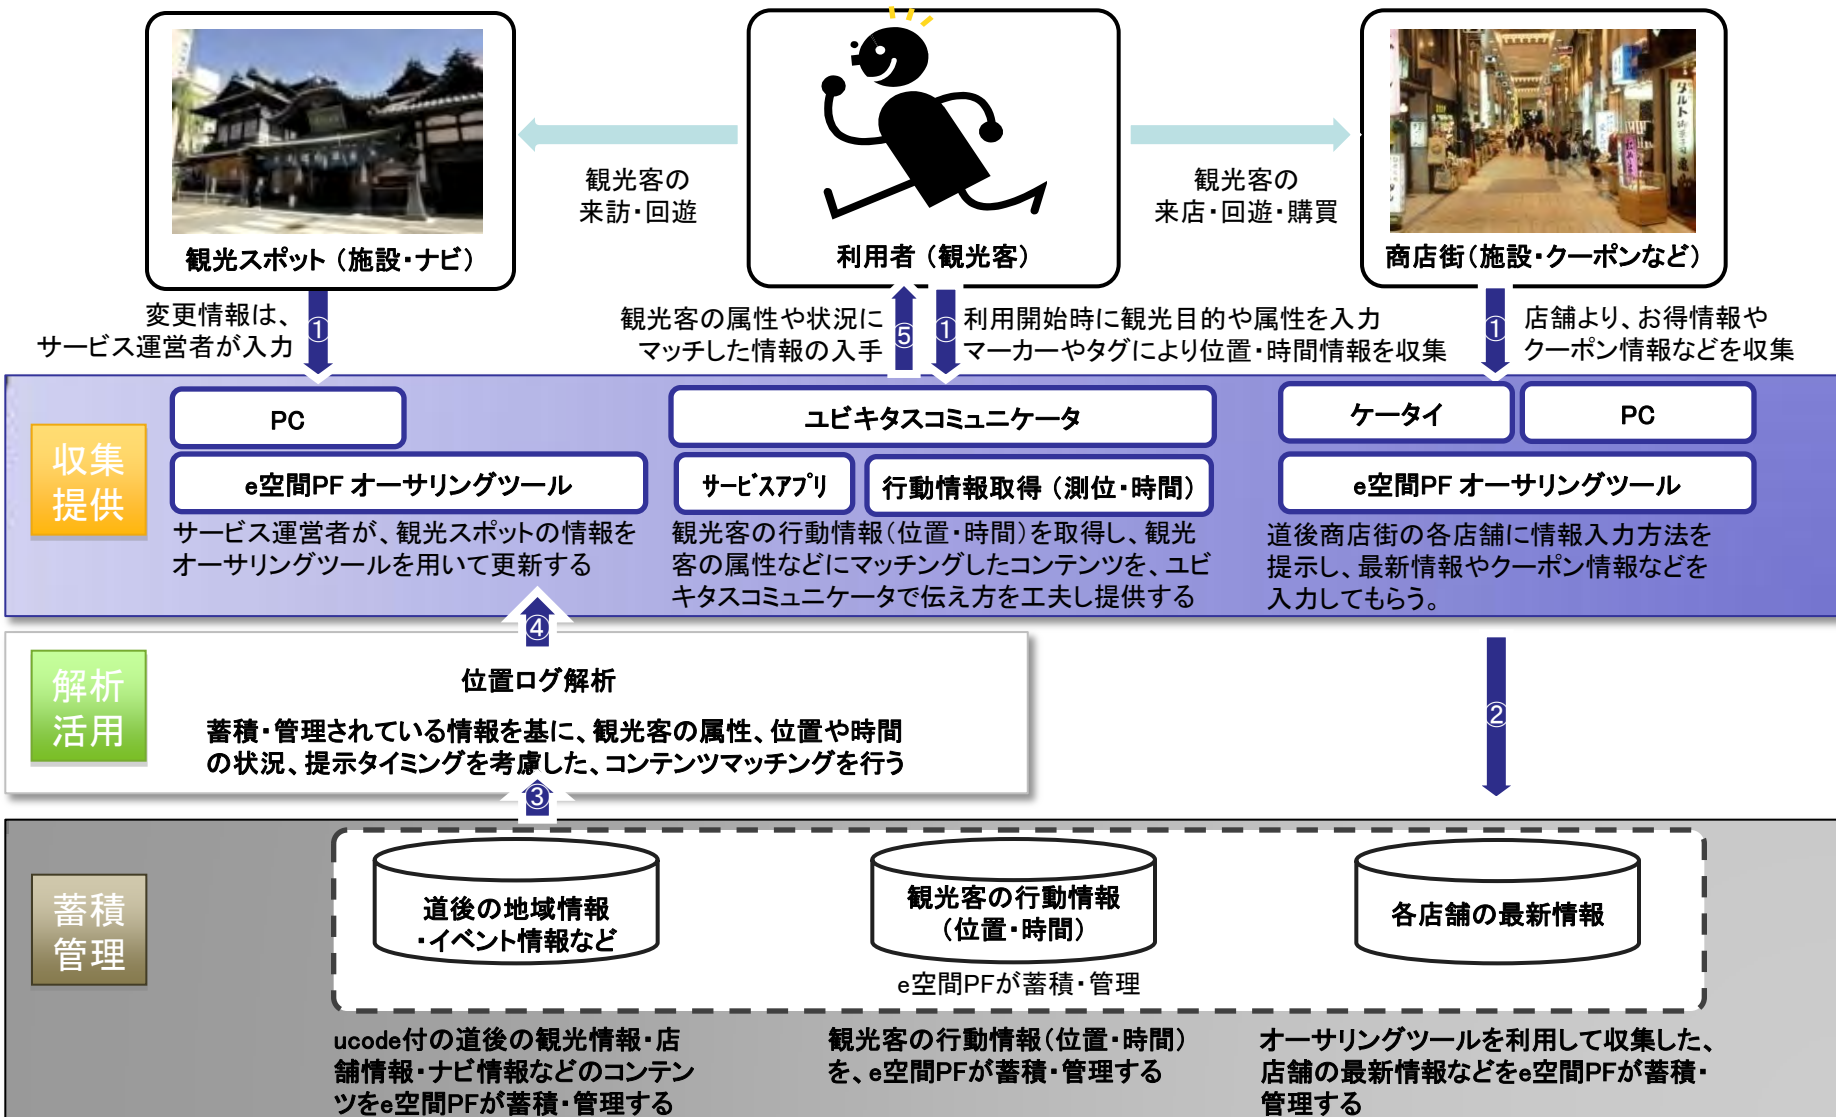 観光スポット（施設・ナビ）
利用者（観光客）
商店街（施設・クーポンなど）
タルト
観光客の
来訪・回遊
観光客の
来店・回遊・購買
変更情報は、
サービス運営者が入力
①
観光客の属性や状況に
マッチした情報の入手
⑤
①
利用開始時に観光目的や属性を入力
マーカーやタグにより位置・時間情報を収集
①
店舗より、お得情報や
クーポン情報などを収集
収集
提供
PC
e空間PF オーサリングツール
サービス運営者が、観光スポットの情報を
オーサリングツールを用いて更新する
ユビキタスコミュニケータ
サービスアプリ
行動情報取得（測位・時間）
観光客の行動情報（位置・時間）を取得し、観光
客の属性などにマッチングしたコンテンツを、ユビ
キタスコミュニケータで伝え方を工夫し提供する
ケータイ
PC
e空間PF オーサリングツール
道後商店街の各店舗に情報入力方法を
提示し、最新情報やクーポン情報などを
入力してもらう。
④
解析
活用
位置ログ解析
蓄積・管理されている情報を基に、観光客の属性、位置や時間
の状況、提示タイミングを考慮した、コンテンツマッチングを行う
②
③
蓄積
管理
道後の地域情報
・イベント情報など
観光客の行動情報
（位置・時間）
各店舗の最新情報
e空間PFが蓄積・管理
ucode付の道後の観光情報・店
舗情報・ナビ情報などのコンテン
ツをe空間PFが蓄積・管理する
観光客の行動情報（位置・時間）
を、e空間PFが蓄積・管理する
オーサリングツールを利用して収集した、
店舗の最新情報などをe空間PFが蓄積・
管理する